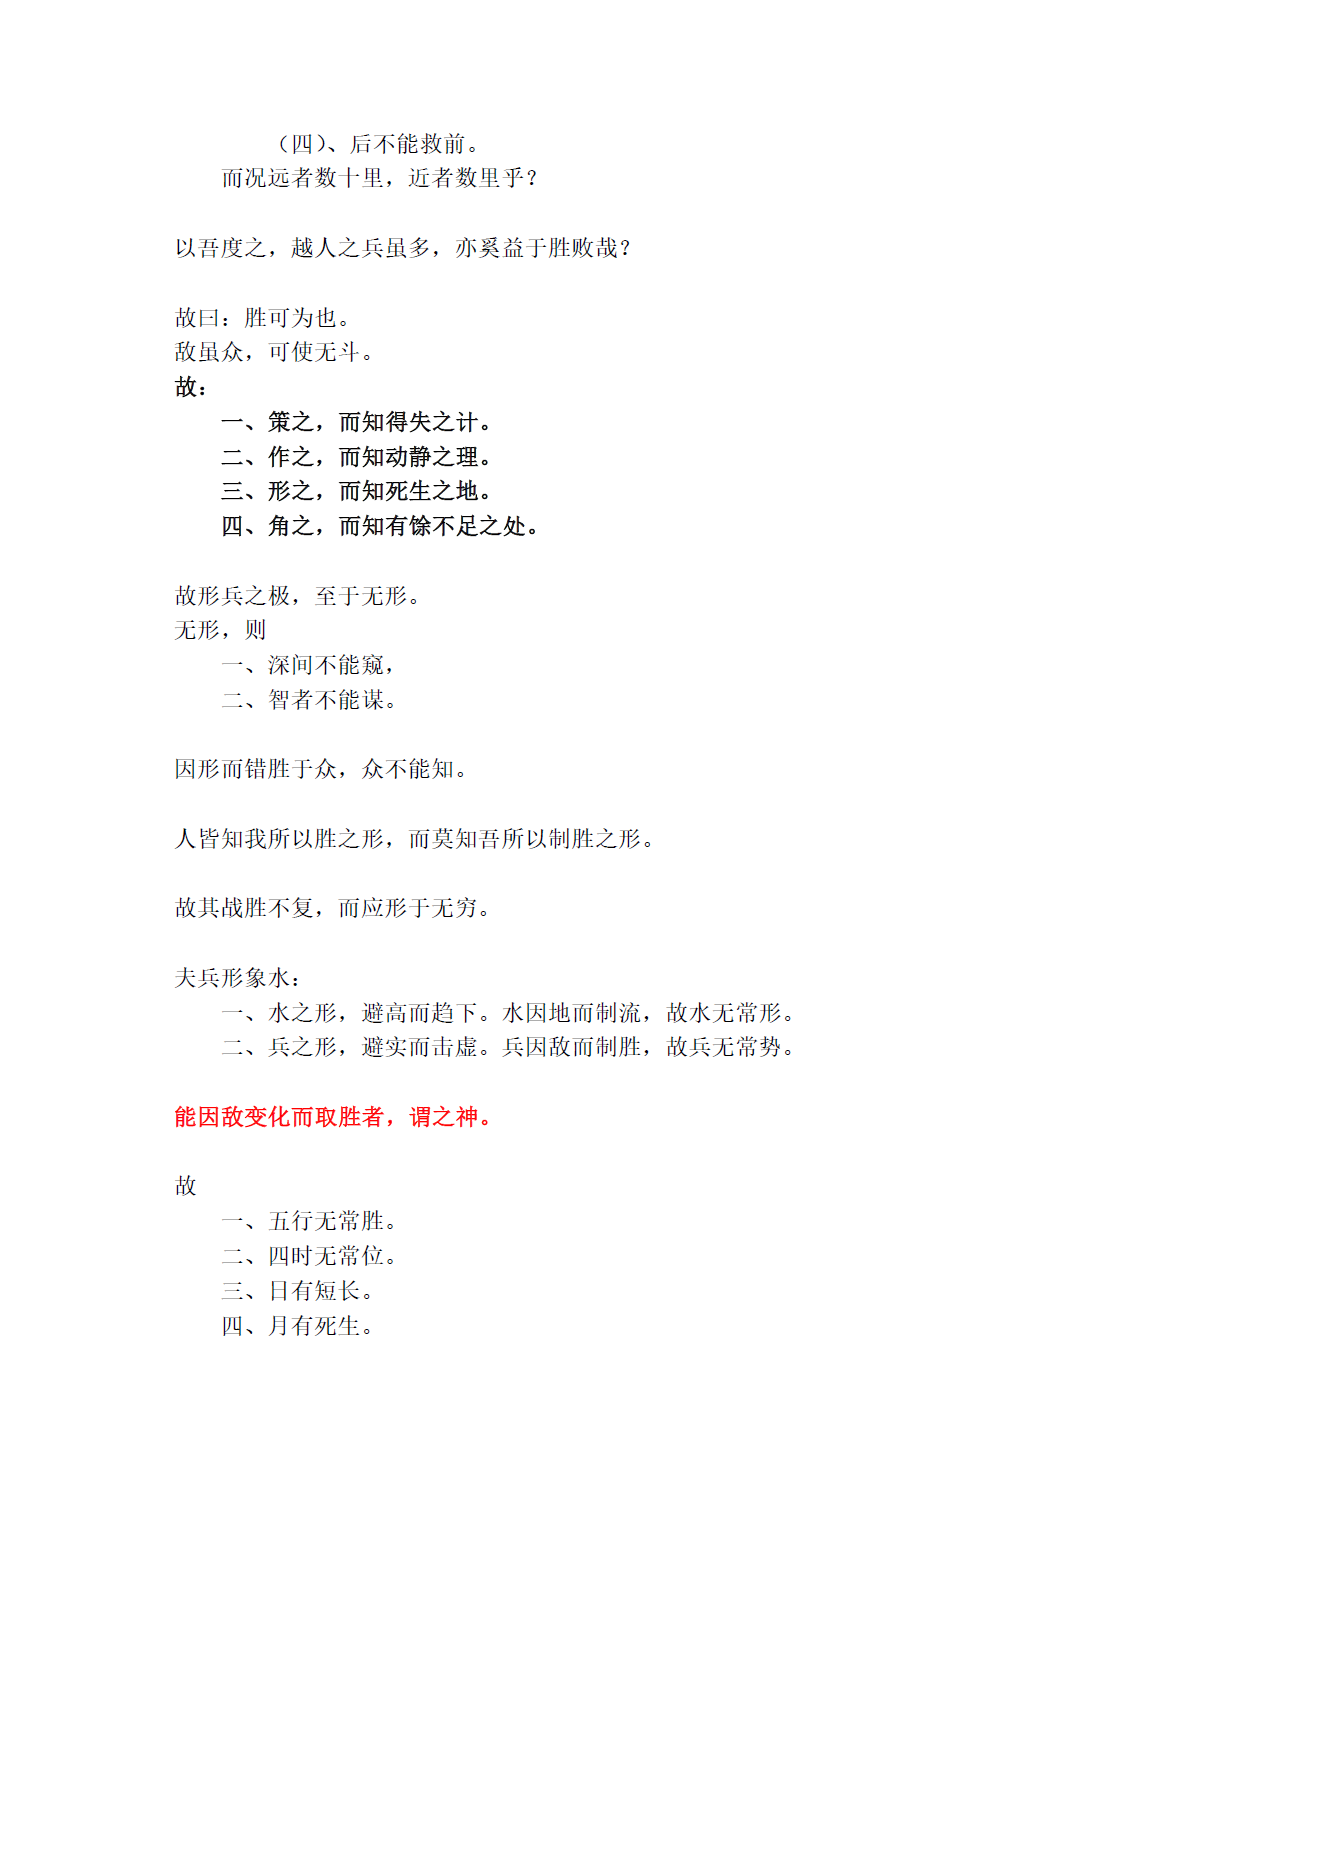 （四）、后不能救前。
而况远者数十里，近者数里乎？
以吾度之，越人之兵虽多，亦奚益于胜败哉？
故曰：胜可为也。
敌虽众，可使无斗。
故：
一、策之，而知得失之计。
二、作之，而知动静之理。
三、形之，而知死生之地。
四、角之，而知有馀不足之处。
故形兵之极，至于无形。
无形，则
一、深间不能窥，
二、智者不能谋。
因形而错胜于众，众不能知。
人皆知我所以胜之形，而莫知吾所以制胜之形。
故其战胜不复，而应形于无穷。
夫兵形象水：
一、水之形，避高而趋下。水因地而制流，故水无常形。
二、兵之形，避实而击虚。兵因敌而制胜，故兵无常势。
能因敌变化而取胜者，谓之神。
故
一、五行无常胜。
二、四时无常位。
三、日有短长。
四、月有死生。